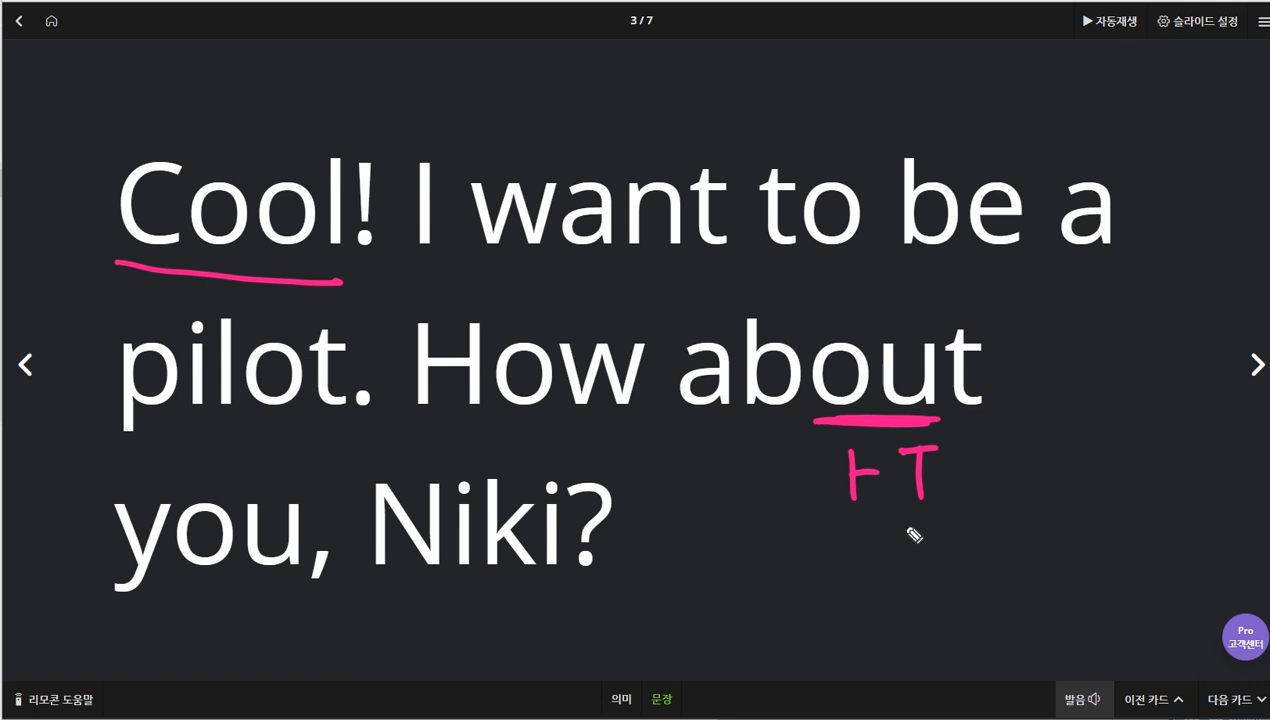 3 / 7
자동재생
슬라이드 설정
Cool! I want to be a
pilot. How about
ㅏㅜ
you, Niki?
Pro
고객센터
리모콘 도움말
의미
문장
발음
이전 카드
다음 카드